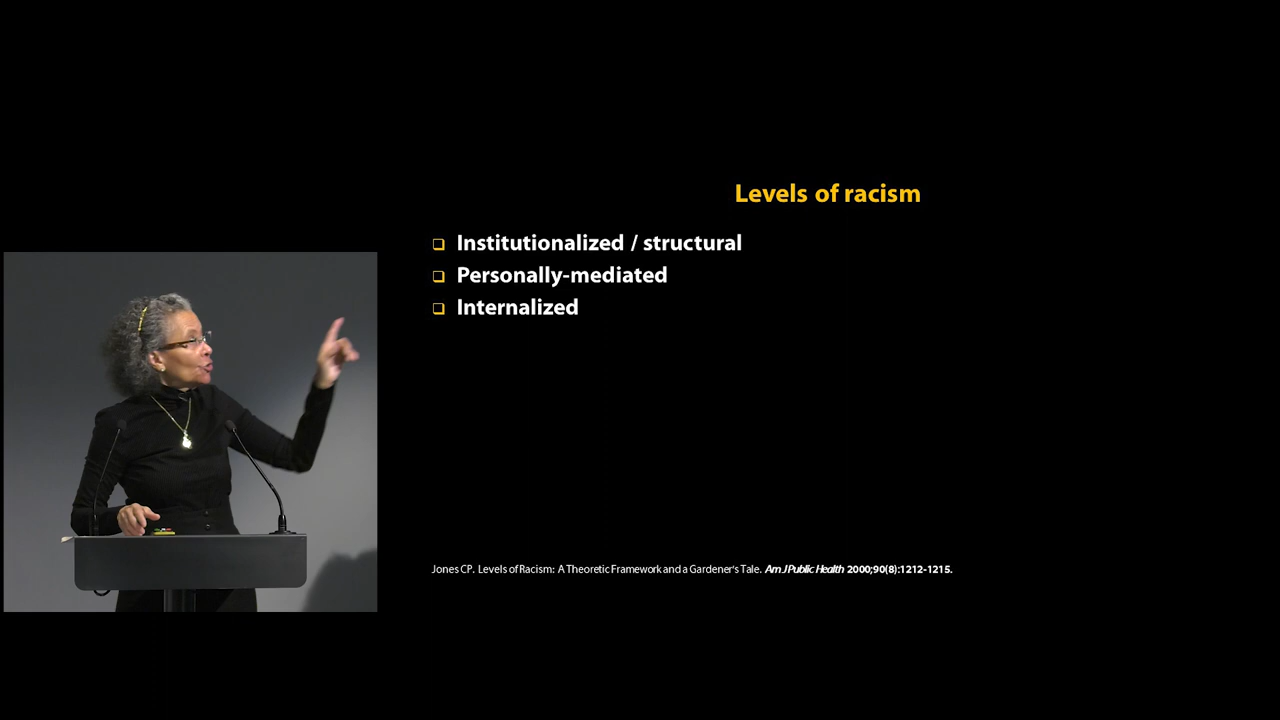 Levels of racism
❑ Institutionalized / structural
❑ Personally-mediated
❑ Internalized
Jones CP. Levels of Racism: A Theoretic Framework and a Gardener's Tale. Am J Public Health 2000;90(8):1212-1215.